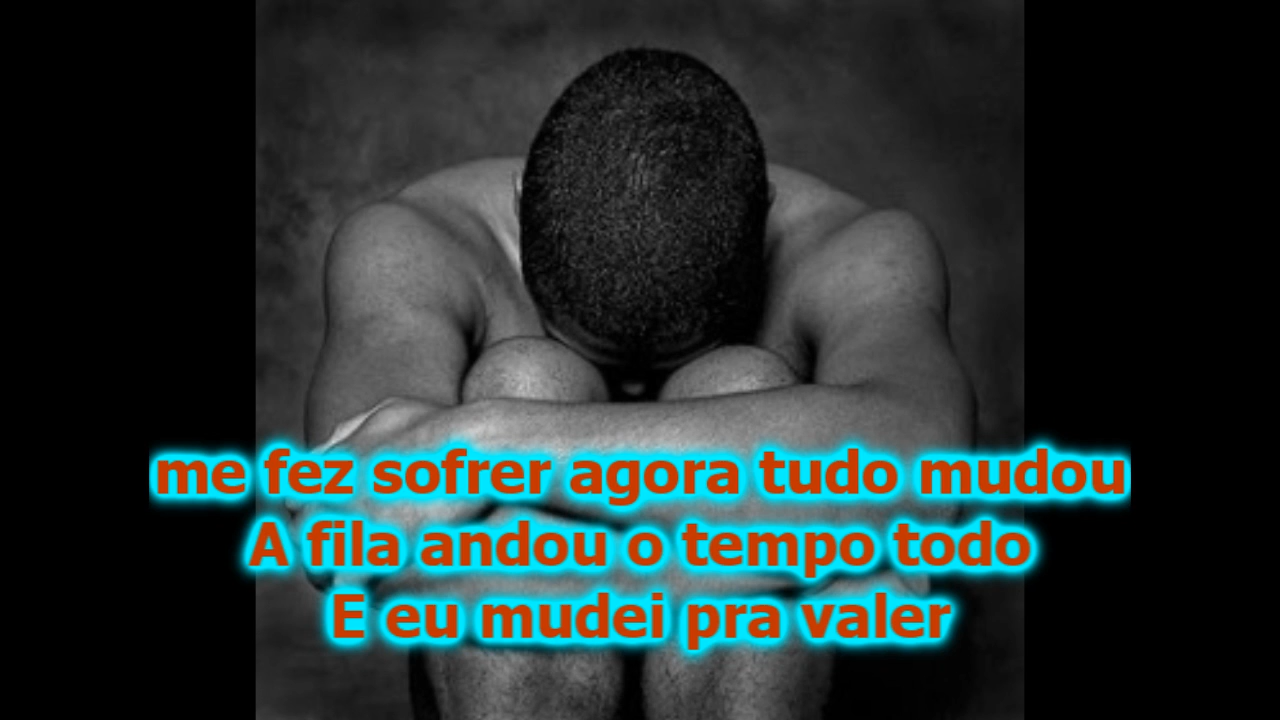 me fez sofrer agora tudo mudou
A fila andou o tempo todo
E eu mudei pra valer